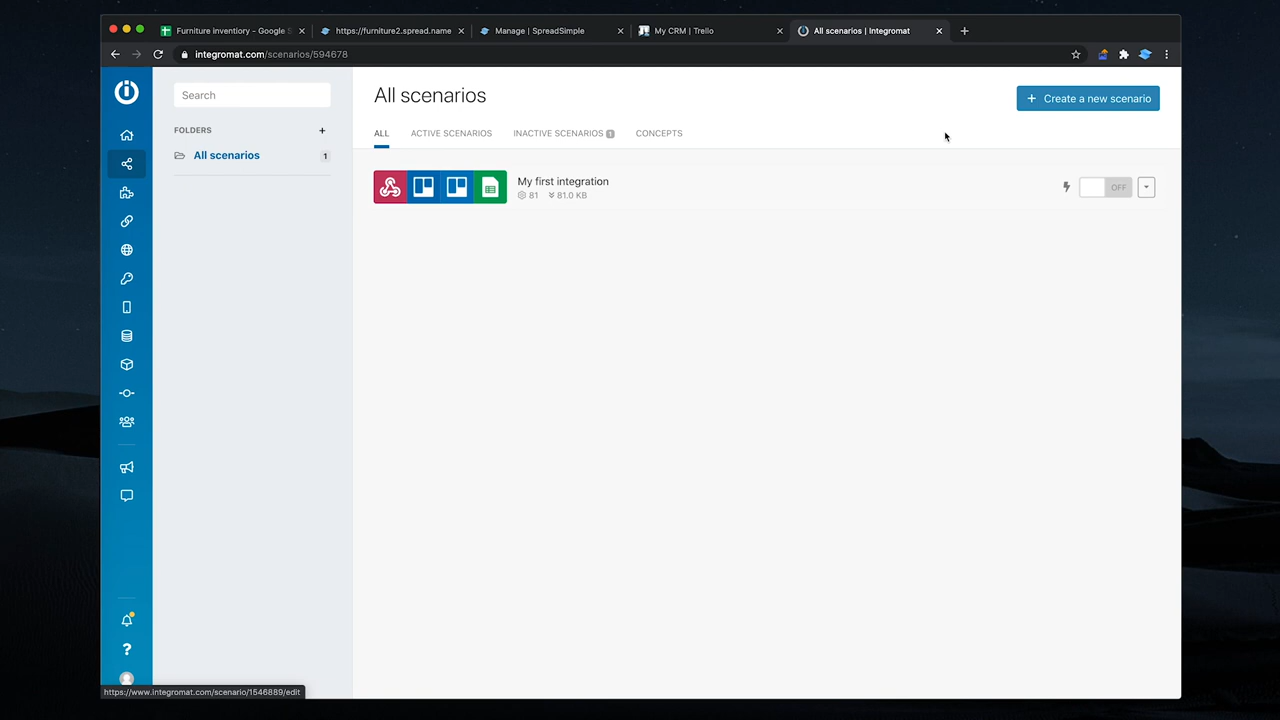 Furniture inventiory - Google S
https://furniture2.spread.name
Manage | SpreadSimple
My CRM | Trello
All scenarios | Integromat
integromat.com/scenarios/594678
Search
FOLDERS
All scenarios
1
All scenarios
Create a new scenario
ALL
ACTIVE SCENARIOS
INACTIVE SCENARIOS 1
CONCEPTS
My first integration
81
81.0 KB
OFF
?
https://www.integromat.com/scenario/1546889/edit